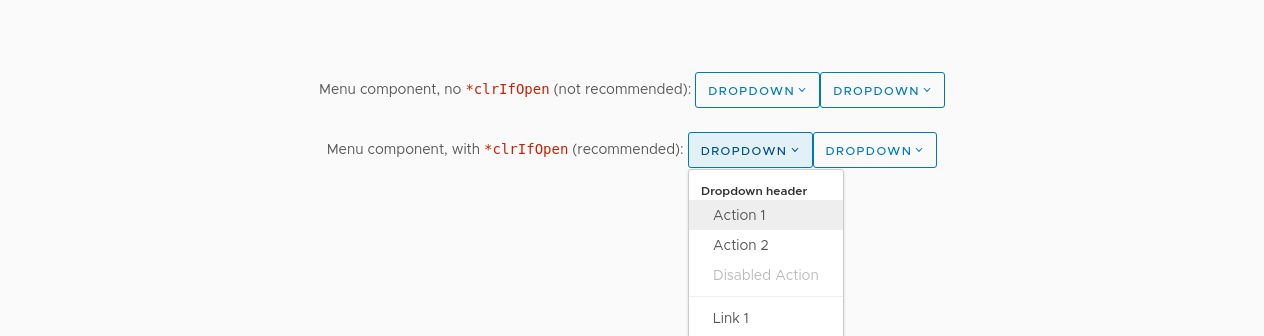 Menu component, no *clrIfOpen (not recommended): DROPDOWN DROPDOWN
Menu component, with *clrIfOpen (recommended): DROPDOWN DROPDOWN
Dropdown header
Action 1
Action 2
Disabled Action
Link 1